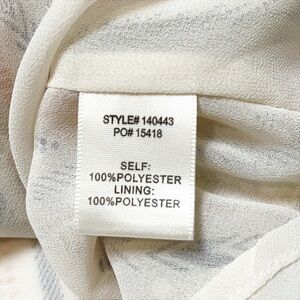 STYLE# 140443
PO# 15418
SELF:
100%POLYESTER
LINING:
100%POLYESTER